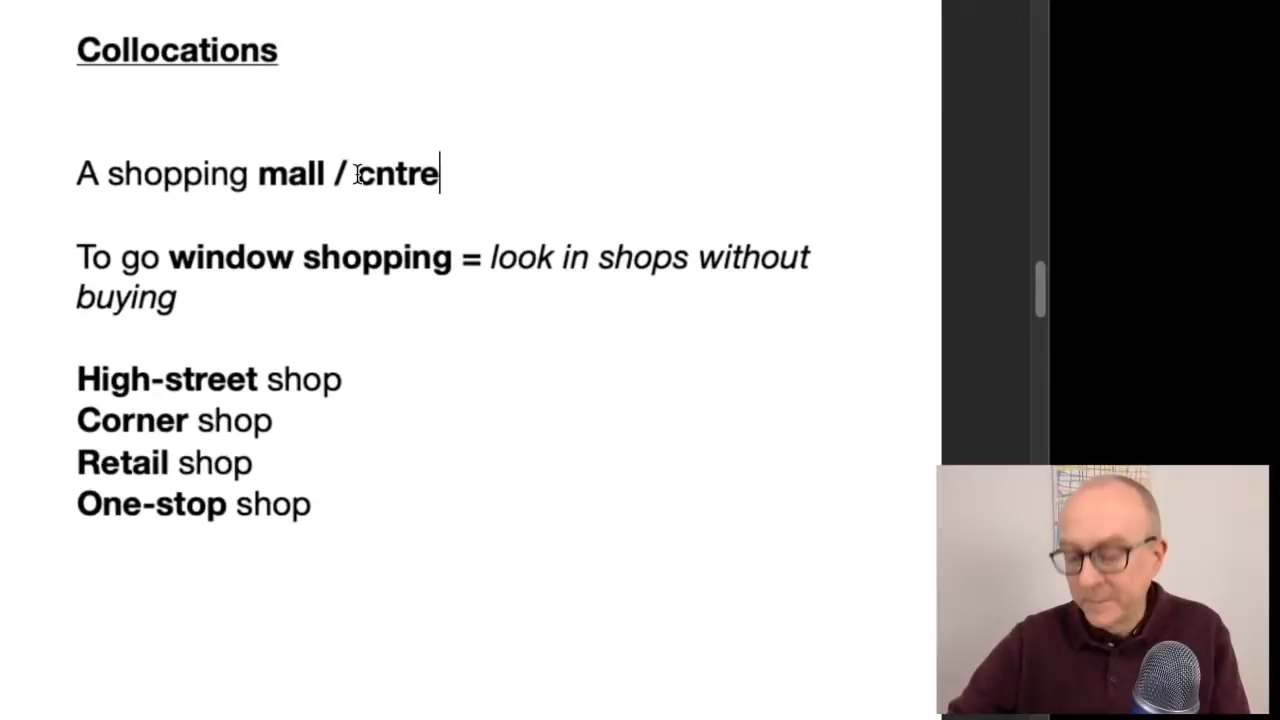 Collocations
A shopping mall / cntre
To go window shopping = look in shops without
buying
High-street shop
Corner shop
Retail shop
One-stop shop